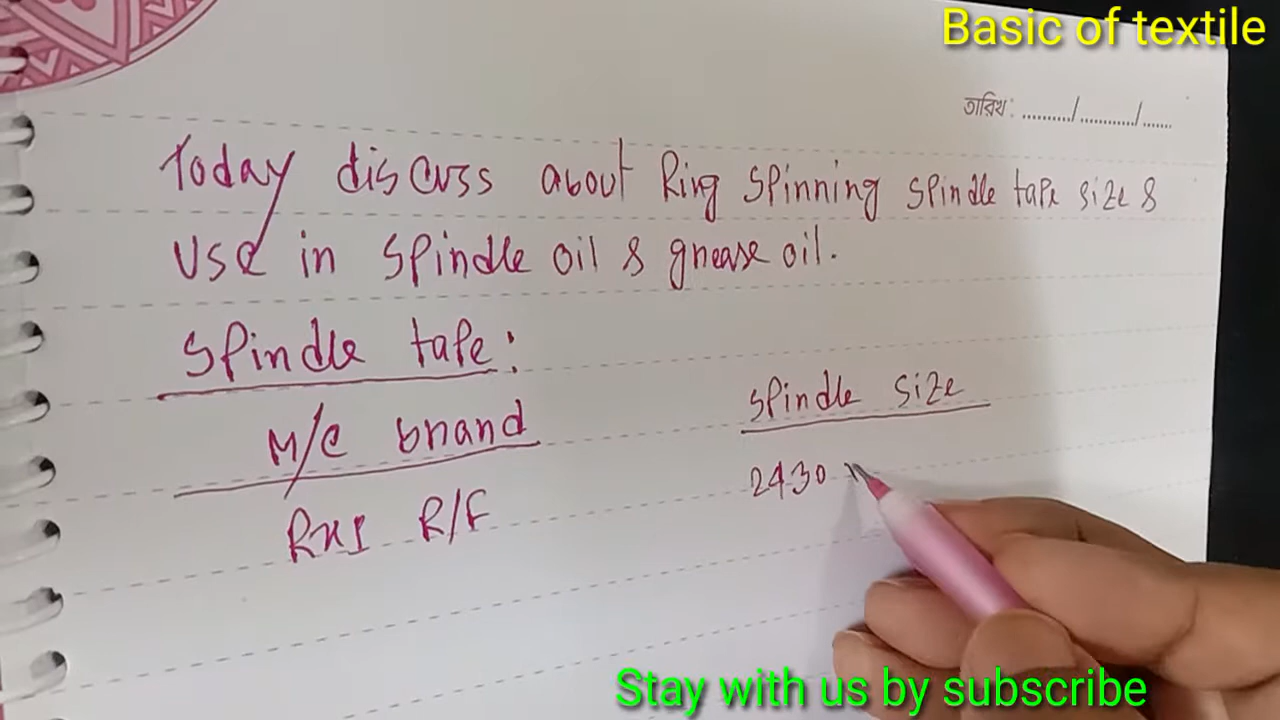 Basic of textile
তারিখ: ........../.........../.......
Today discuss about Ring Spinning Spindle tape size &
use in Spindle oil & grease oil.
Spindle tape:
M/C brand
Spindle size
RXI R/F
2430
Stay with us by subscribe